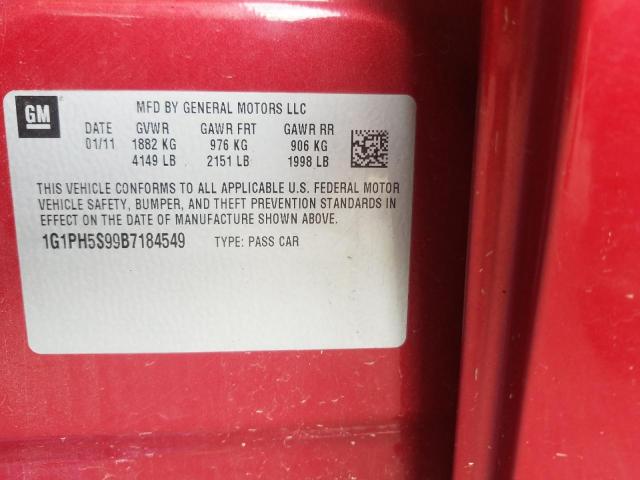 GM
MFD BY GENERAL MOTORS LLC
DATE GVWR GAWR FRT GAWR RR
01/11 1882 KG 976 KG 906 KG
4149 LB 2151 LB 1998 LB
THIS VEHICLE CONFORMS TO ALL APPLICABLE U.S. FEDERAL MOTOR
VEHICLE SAFETY, BUMPER, AND THEFT PREVENTION STANDARDS IN
EFFECT ON THE DATE OF MANUFACTURE SHOWN ABOVE.
1G1PH5S99B7184549 TYPE: PASS CAR